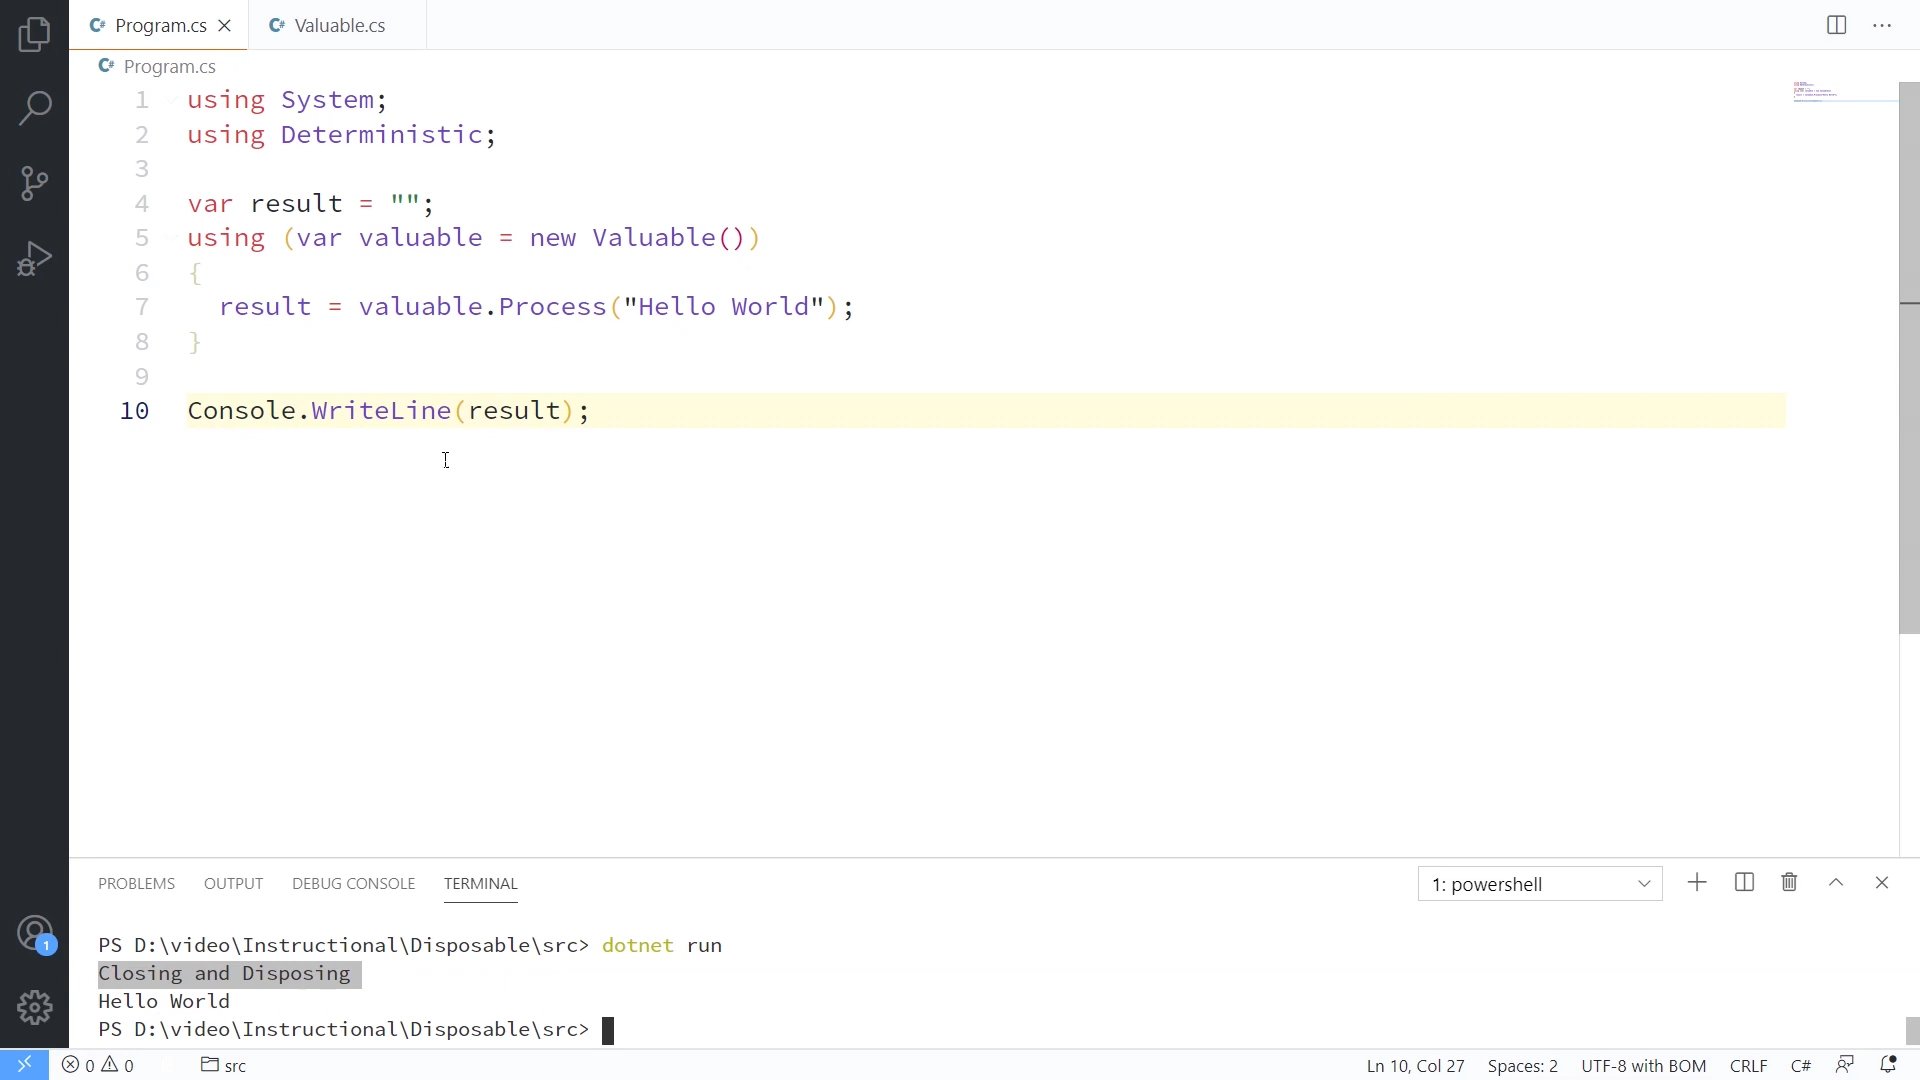 Program.cs
Valuable.cs
Program.cs
1 using System;
2 using Deterministic;
3
4 var result = "";
5 using (var valuable = new Valuable())
6 {
7 result = valuable.Process("Hello World");
8 }
9
10 Console.WriteLine(result);
PROBLEMS OUTPUT DEBUG CONSOLE TERMINAL
1: powershell
PS D:\video\Instructional\Disposable\src> dotnet run
Closing and Disposing
Hello World
PS D:\video\Instructional\Disposable\src>
1
0 0 src
Ln 10, Col 27 Spaces: 2 UTF-8 with BOM CRLF C#